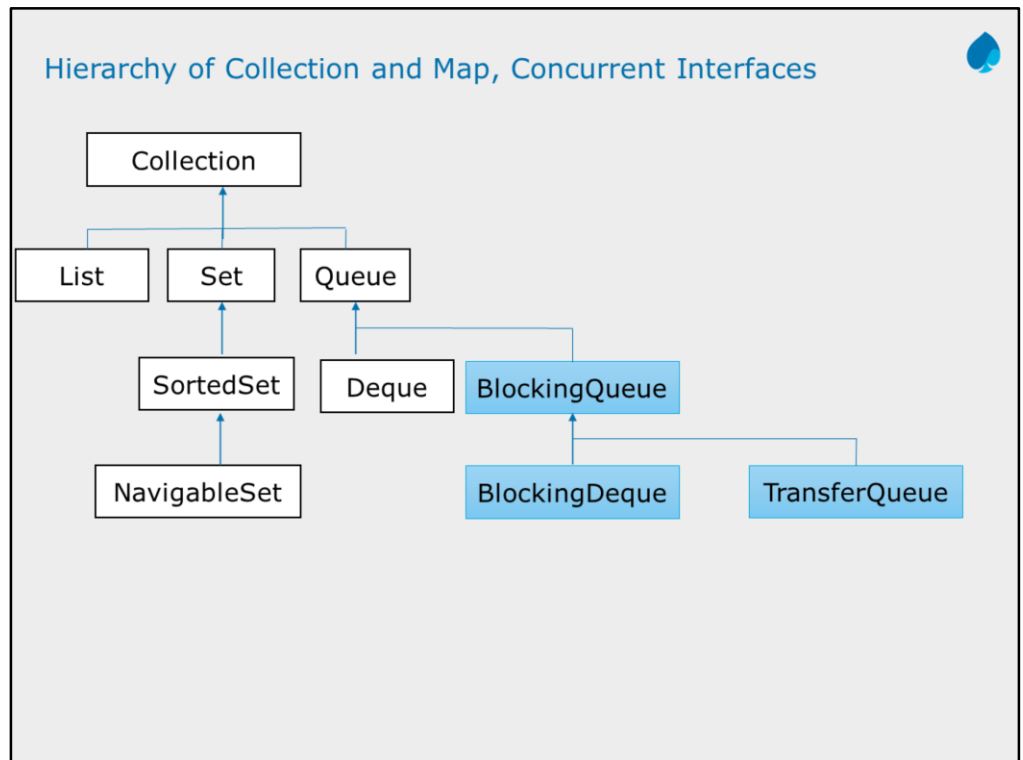 Hierarchy of Collection and Map, Concurrent Interfaces
Collection
List
Set
Queue
SortedSet
Deque
BlockingQueue
NavigableSet
BlockingDeque
TransferQueue